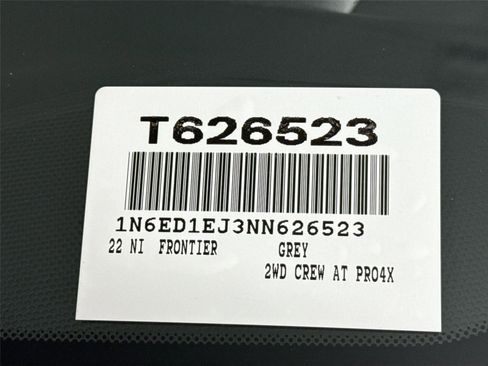 T626523
1N6ED1EJ3NN626523
22 NI FRONTIER GREY
2WD CREW AT PRO4X